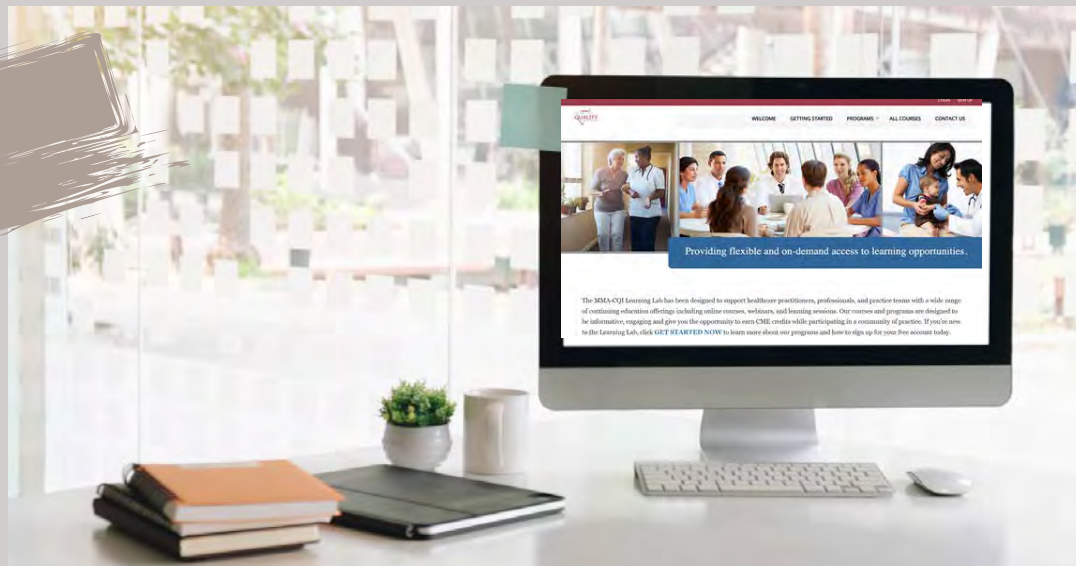 LOGIN SIGN UP
QUALITY
WELCOME GETTING STARTED PROGRAMS ALL COURSES CONTACT US
Providing flexible and on-demand access to learning opportunities.
The MMA-CQI Learning Lab has been designed to support healthcare practitioners, professionals, and practice teams with a wide range
of continuing education offerings including online courses, webinars, and learning sessions. Our courses and programs are designed to
be informative, engaging and give you the opportunity to earn CME credits while participating in a community of practice. If you're new
to the Learning Lab, click GET STARTED NOW to learn more about our programs and how to sign up for your free account today.